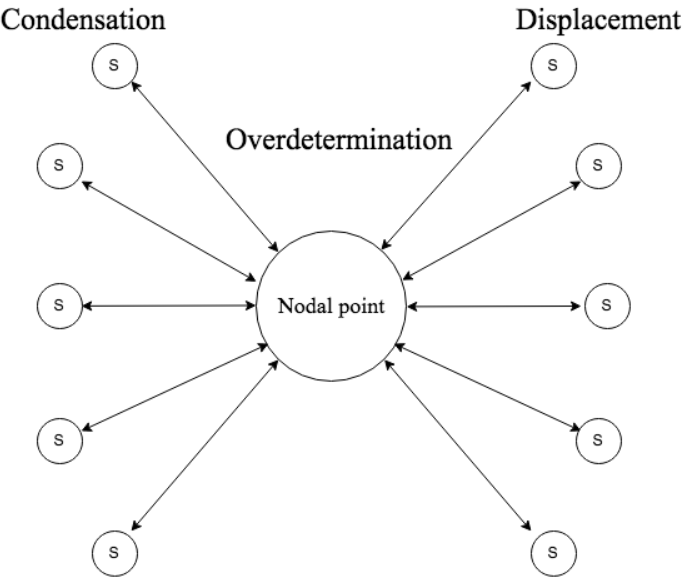 Condensation
Displacement
S
S
Overdetermination
S
S
S
Nodal point
S
S
S
S
S